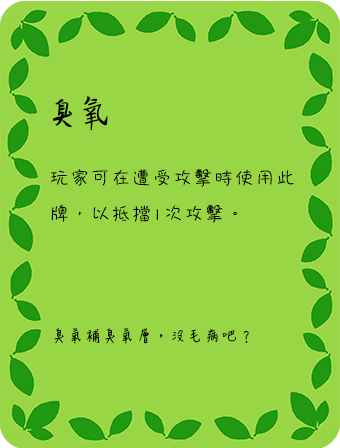 臭氧
玩家可在遭受攻擊時使用此
牌，以抵擋1次攻擊。
臭氧補臭氧層，沒毛病吧？